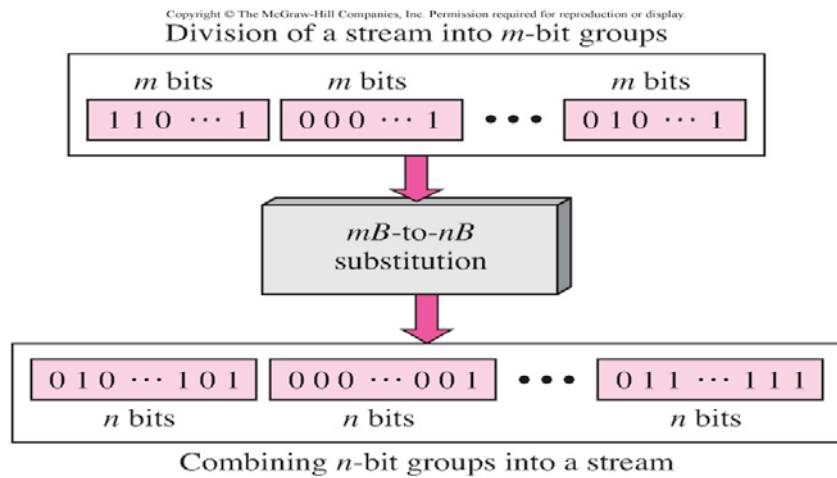 Copyright © The McGraw-Hill Companies, Inc. Permission required for reproduction or display.
Division of a stream into m-bit groups
m bits m bits m bits
1 1 0 ··· 1 0 0 0 ··· 1 ••• 0 1 0 ··· 1
mB-to-nB
substitution
0 1 0 ··· 1 0 1 0 0 0 ··· 0 0 1 ••• 0 1 1 ··· 1 1 1
n bits n bits n bits
Combining n-bit groups into a stream